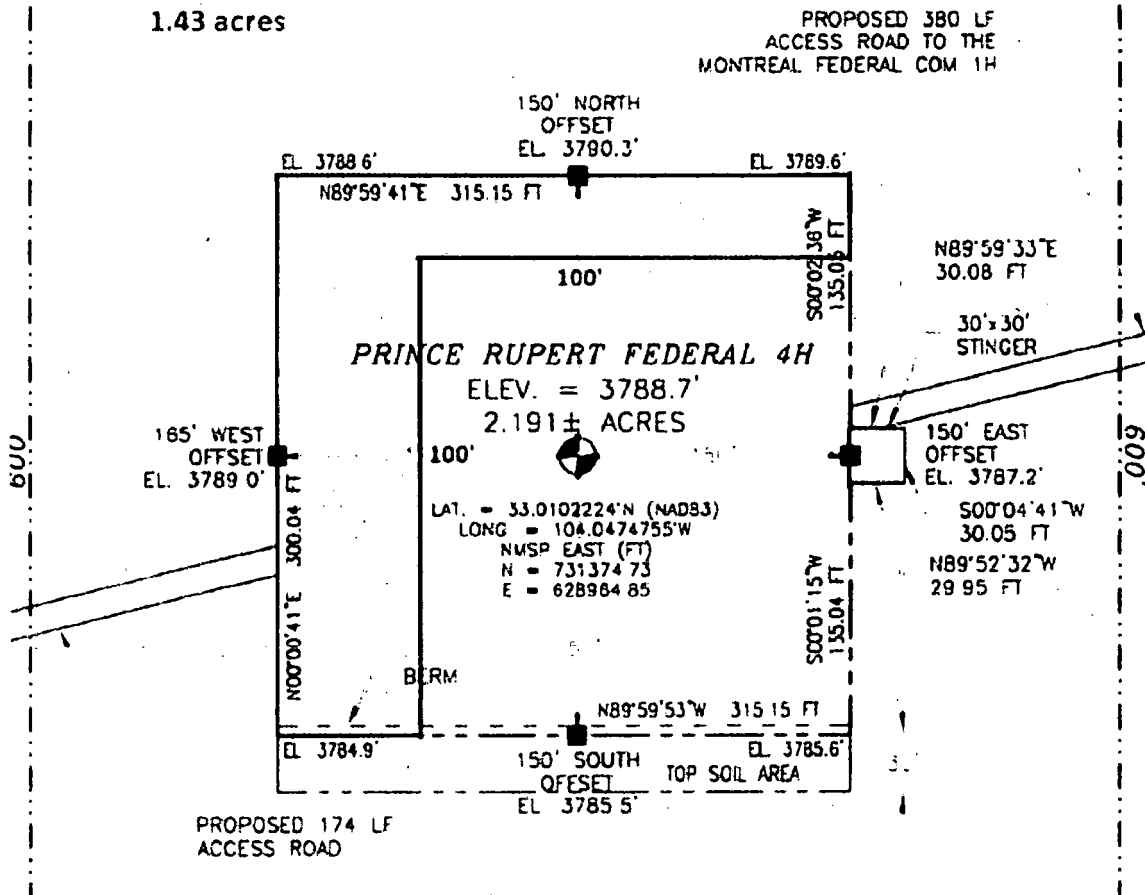 1.43 acres
PROPOSED 380 LF
ACCESS ROAD TO THE
MONTREAL FEDERAL COM 1H
150' NORTH
OFFSET
EL. 3790.3'
EL. 3788 6'
EL. 3789.6'
N89°59'41"E 315.15 FT
S00°02'38"W
135.05 FT
N89°59'33"E
30.08 FT
100'
30'x30'
STINGER
PRINCE RUPERT FEDERAL 4H
ELEV. = 3788.7'
2.191± ACRES
600'
165' WEST
OFFSET
EL. 3789 0'
100'
150' EAST
OFFSET
EL. 3787.2'
600'
LAT. = 33.0102224°N (NAD83)
LONG = 104.0474755°W
NMSP EAST (FT)
N = 731374 73
E = 628964 85
S00°04'41"W
30.05 FT
N89°52'32"W
29 95 FT
N00°00'41"E 300.04 FT
S00°01'15"W
135.04 FT
BERM
N89°59'53"W 315.15 FT
EL 3784.9'
EL. 3785.6'
150' SOUTH
OFFSET
EL 3785 5'
TOP SOIL AREA
PROPOSED 174 LF
ACCESS ROAD